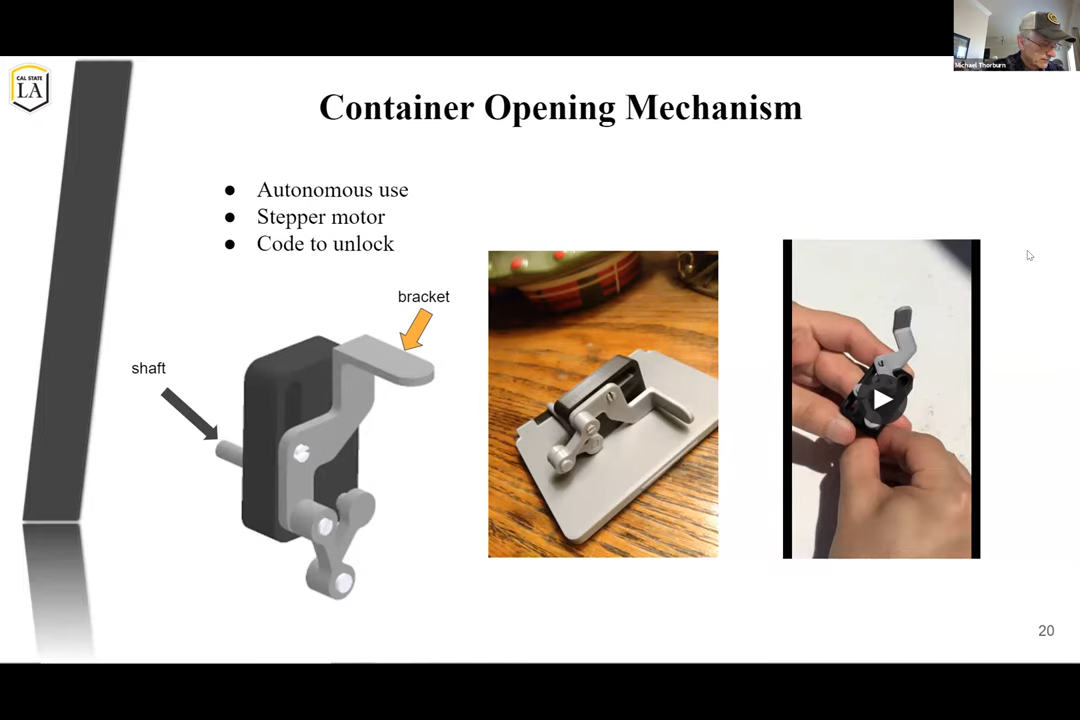 Michael Thorburn
CAL STATE
LA
Container Opening Mechanism
● Autonomous use
● Stepper motor
● Code to unlock
bracket
shaft
20